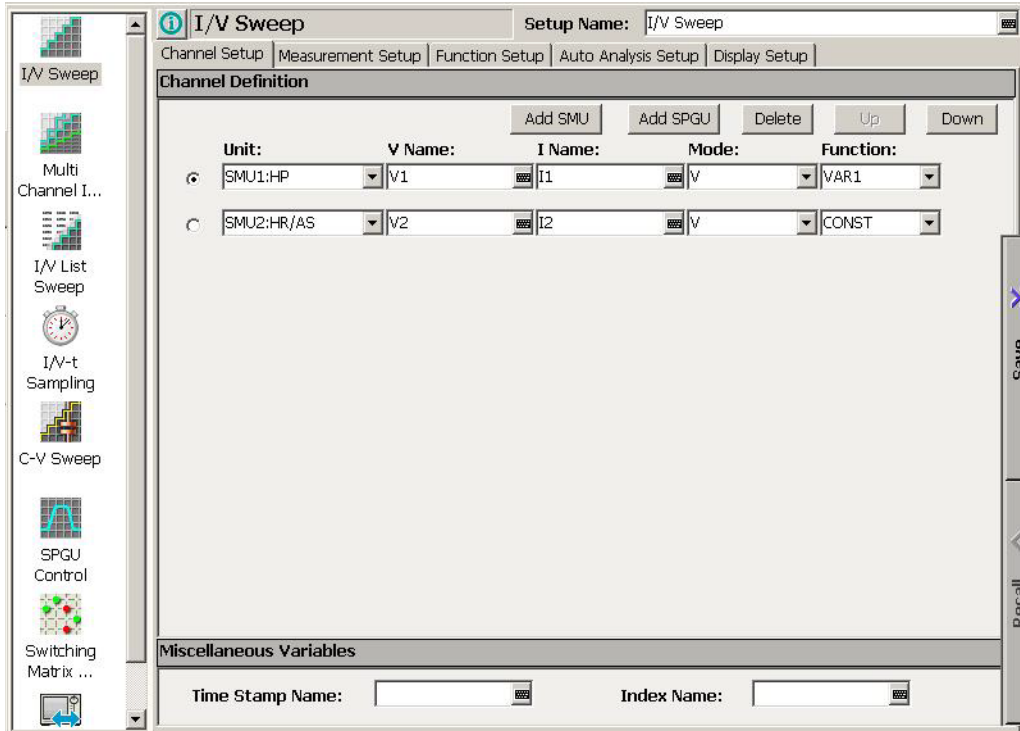 I/V Sweep
Setup Name: I/V Sweep
Channel Setup Measurement Setup Function Setup Auto Analysis Setup Display Setup
Channel Definition
Add SMU Add SPGU Delete Up Down
Unit: V Name: I Name: Mode: Function:
SMU1:HP V1 I1 V VAR1
SMU2:HR/AS V2 I2 V CONST
Miscellaneous Variables
Time Stamp Name: Index Name:
I/V Sweep
Multi
Channel I...
I/V List
Sweep
I/V-t
Sampling
C-V Sweep
SPGU
Control
Switching
Matrix ...
Save
Recall